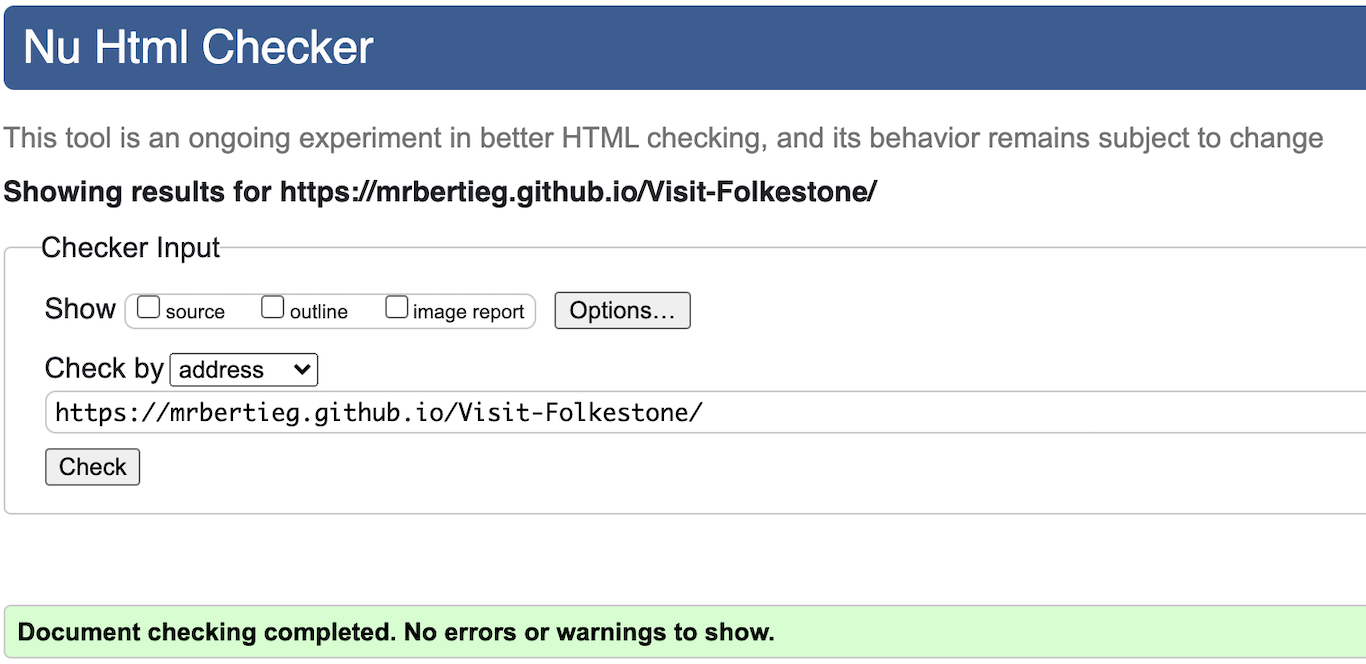 Nu Html Checker
This tool is an ongoing experiment in better HTML checking, and its behavior remains subject to change
Showing results for https://mrbertieg.github.io/Visit-Folkestone/
Checker Input
Show source outline image report Options...
Check by address
https://mrbertieg.github.io/Visit-Folkestone/
Check
Document checking completed. No errors or warnings to show.